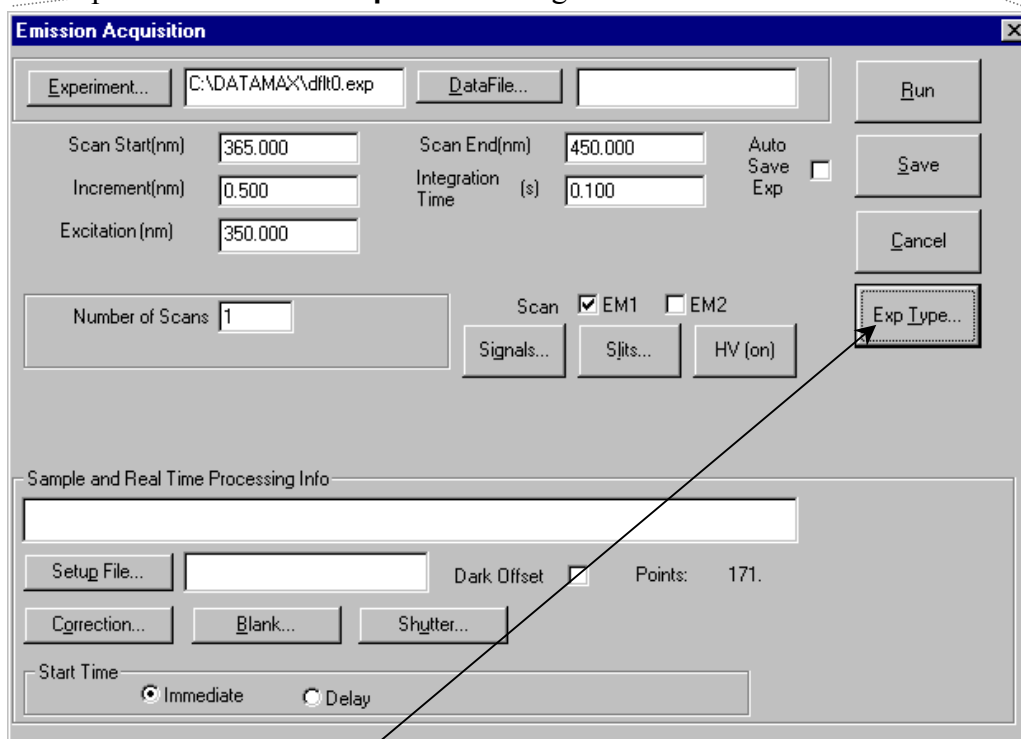 Emission Acquisition
Experiment... C:\DATAMAX\dflt0.exp DataFile...
Run
Scan Start(nm) 365.000 Scan End(nm) 450.000 Auto Save Exp
Save
Increment(nm) 0.500 Integration Time (s) 0.100
Excitation (nm) 350.000
Cancel
Number of Scans 1 Scan EM1 EM2
Exp Type...
Signals... Slits... HV (on)
Sample and Real Time Processing Info
Setup File... Dark Offset Points: 171.
Correction... Blank... Shutter...
Start Time
Immediate Delay